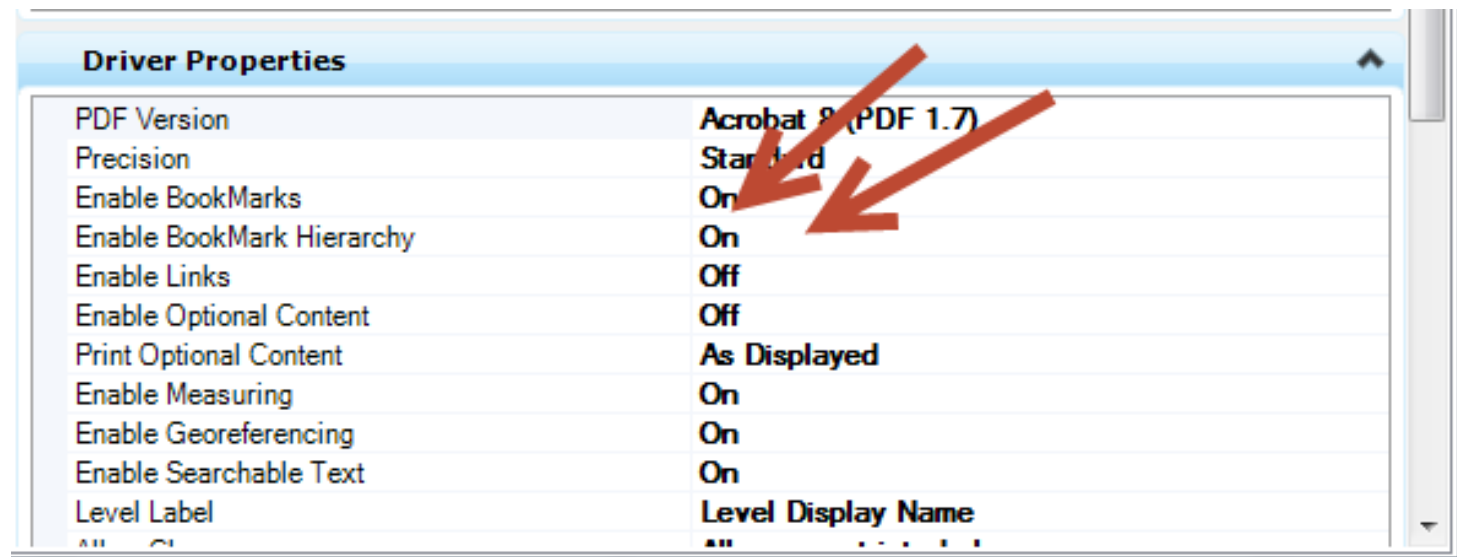 Driver Properties
PDF Version Acrobat 8 (PDF 1.7)
Precision Standard
Enable BookMarks On
Enable BookMark Hierarchy On
Enable Links Off
Enable Optional Content Off
Print Optional Content As Displayed
Enable Measuring On
Enable Georeferencing On
Enable Searchable Text On
Level Label Level Display Name